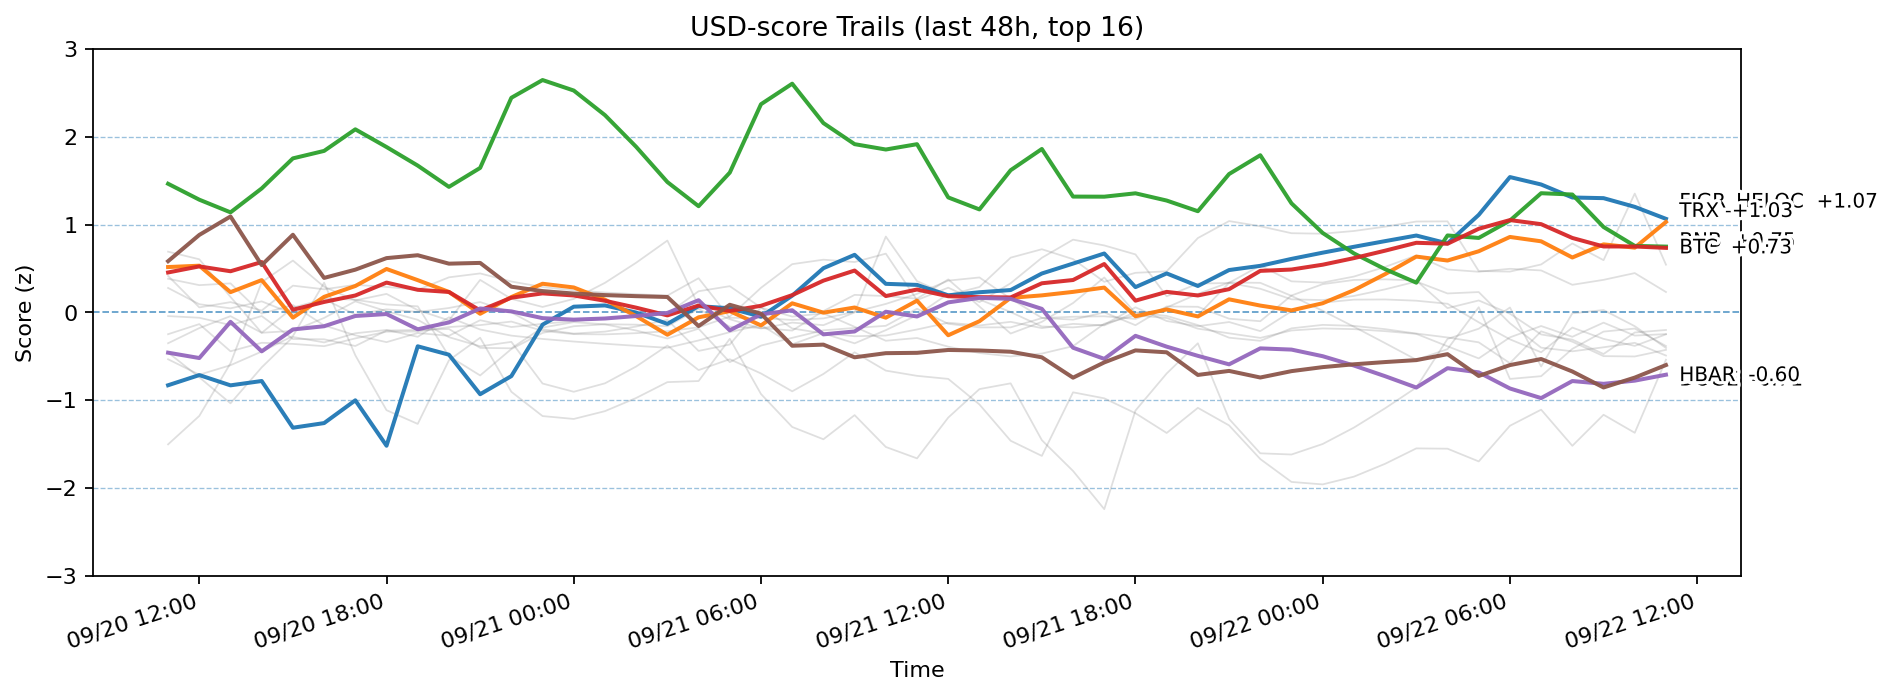 USD-score Trails (last 48h, top 16)
Score (z)
3
2
1
0
−1
−2
−3
+1.07
TRX +1.03
BTC +0.73
HBAR -0.60
09/20 12:00
09/20 18:00
09/21 00:00
09/21 06:00
09/21 12:00
09/21 18:00
09/22 00:00
09/22 06:00
09/22 12:00
Time